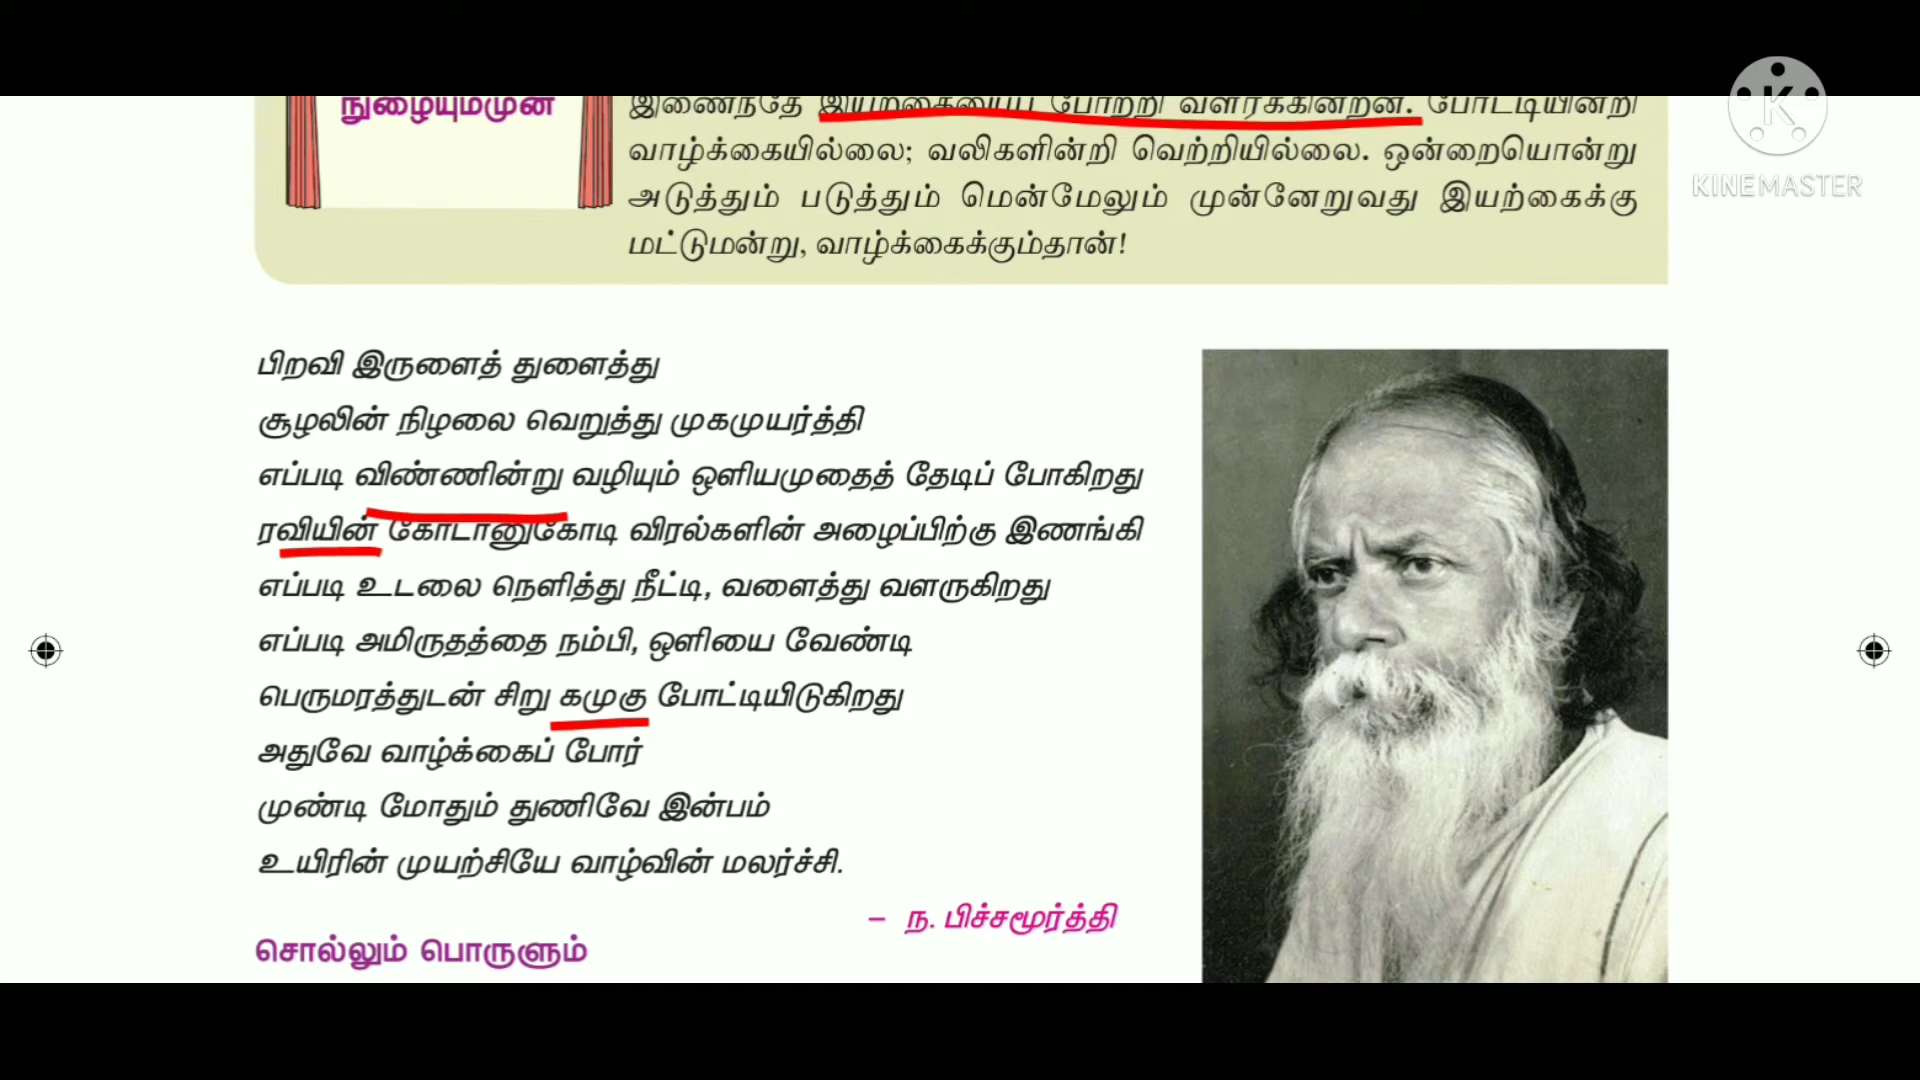 நுழையும்முன்
இணைந்தே இயற்கையைப் போற்றி வளர்க்கின்றன. போட்டியின்றி
வாழ்க்கையில்லை; வலிகளின்றி வெற்றியில்லை. ஒன்றையொன்று
அடுத்தும் படுத்தும் மென்மேலும் முன்னேறுவது இயற்கைக்கு
மட்டுமன்று, வாழ்க்கைக்கும்தான்!
KINEMASTER
பிறவி இருளைத் துளைத்து
சூழலின் நிழலை வெறுத்து முகமுயர்த்தி
எப்படி விண்ணின்று வழியும் ஒளியமுதைத் தேடிப் போகிறது
ரவியின் கோடானுகோடி விரல்களின் அழைப்பிற்கு இணங்கி
எப்படி உடலை நெளித்து நீட்டி, வளைத்து வளருகிறது
எப்படி அமிருதத்தை நம்பி, ஒளியை வேண்டி
பெருமரத்துடன் சிறு கமுகு போட்டியிடுகிறது
அதுவே வாழ்க்கைப் போர்
முண்டி மோதும் துணிவே இன்பம்
உயிரின் முயற்சியே வாழ்வின் மலர்ச்சி.
– ந. பிச்சமூர்த்தி
சொல்லும் பொருளும்